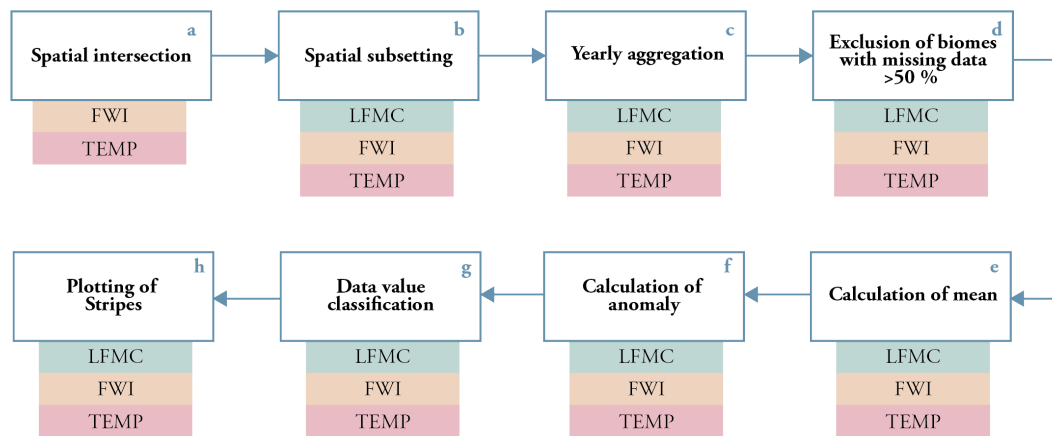 a
Spatial intersection
FWI
TEMP
b
Spatial subsetting
LFMC
FWI
TEMP
c
Yearly aggregation
LFMC
FWI
TEMP
d
Exclusion of biomes
with missing data
>50 %
LFMC
FWI
TEMP
e
Calculation of mean
LFMC
FWI
TEMP
f
Calculation of
anomaly
LFMC
FWI
TEMP
g
Data value
classification
LFMC
FWI
TEMP
h
Plotting of
Stripes
LFMC
FWI
TEMP